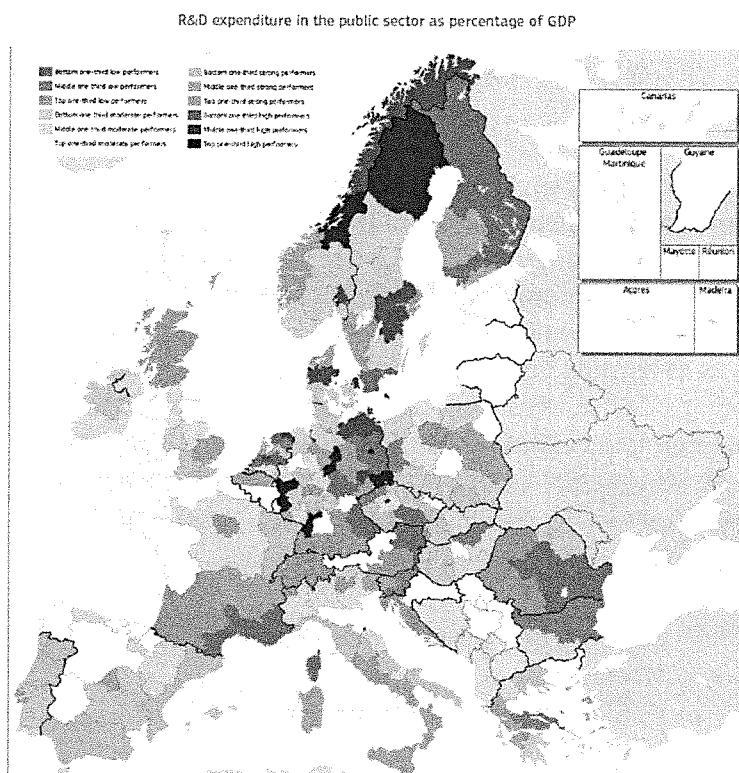 R&D expenditure in the public sector as percentage of GDP
Bottom one-third low performers
Middle one-third low performers
Top one-third low performers
Bottom one-third moderate performers
Middle one-third moderate performers
Top one-third moderate performers
Bottom one-third strong performers
Middle one-third strong performers
Top one-third strong performers
Bottom one-third high performers
Middle one-third high performers
Top one-third high performers
Canarias
Guadeloupe
Martinique
Guyane
Mayotte
Réunion
Açores
Madeira